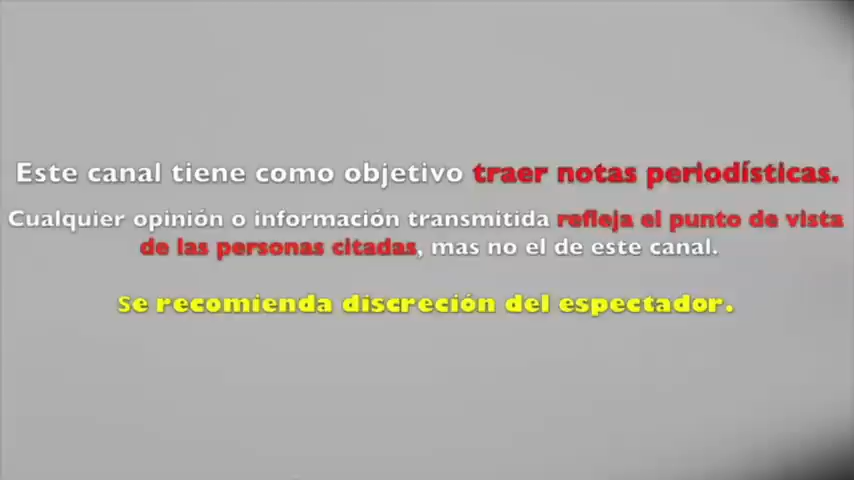 Este canal tiene como objetivo traer notas periodísticas.
Cualquier opinión o información transmitida refleja el punto de vista
de las personas citadas, mas no el de este canal.
Se recomienda discreción del espectador.